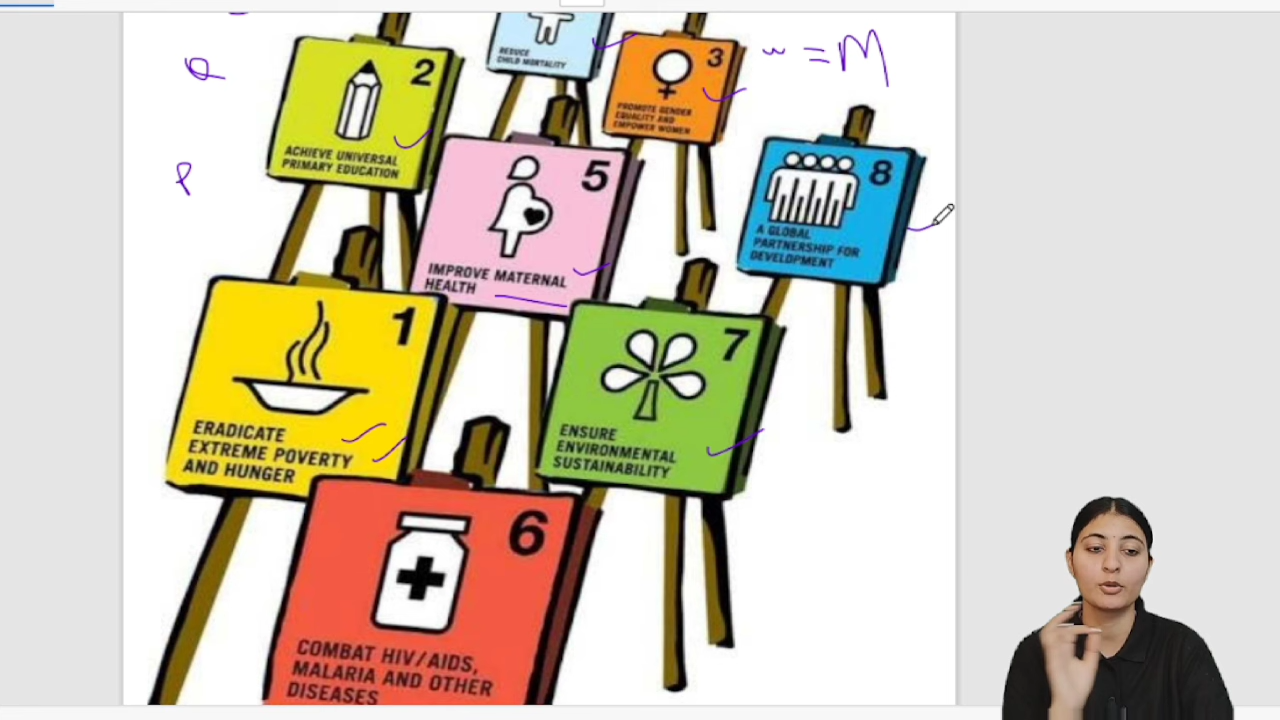 REDUCE
CHILD MORTALITY
3
PROMOTE GENDER
EQUALITY AND
EMPOWER WOMEN
= M
2
ACHIEVE UNIVERSAL
PRIMARY EDUCATION
P
5
IMPROVE MATERNAL
HEALTH
8
A GLOBAL
PARTNERSHIP FOR
DEVELOPMENT
1
ERADICATE
EXTREME POVERTY
AND HUNGER
7
ENSURE
ENVIRONMENTAL
SUSTAINABILITY
6
COMBAT HIV/AIDS,
MALARIA AND OTHER
DISEASES